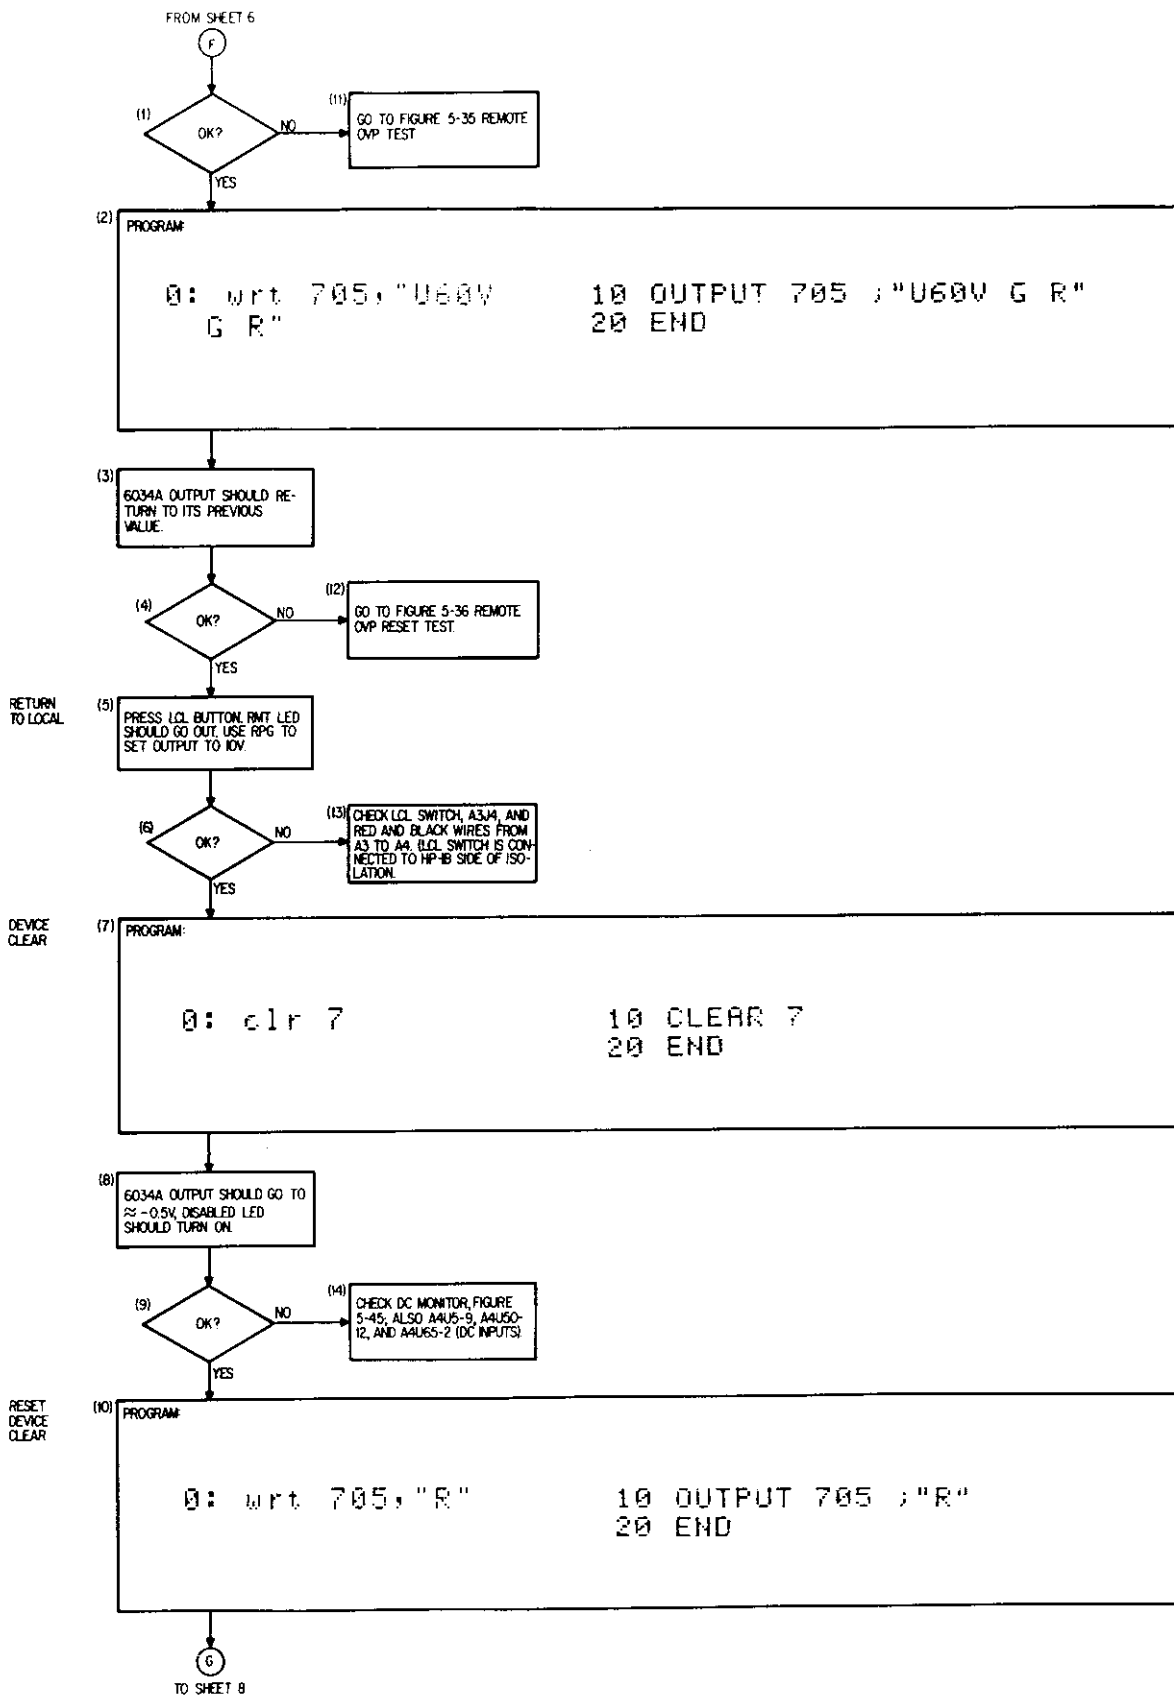 FROM SHEET 6
F
(1)
OK?
NO
YES
(11)
GO TO FIGURE 5-35 REMOTE
OVP TEST
(2)
PROGRAM:
0: wrt 705,"U60V
G R"
10 OUTPUT 705 ;"U60V G R"
20 END
(3)
6034A OUTPUT SHOULD RE-
TURN TO ITS PREVIOUS
VALUE.
(4)
OK?
NO
YES
(12)
GO TO FIGURE 5-36 REMOTE
OVP RESET TEST.
RETURN
TO LOCAL
(5)
PRESS LCL BUTTON. RMT LED
SHOULD GO OUT. USE RPG TO
SET OUTPUT TO 10V.
(6)
OK?
NO
YES
(13)
CHECK LCL SWITCH, A3J4, AND
RED AND BLACK WIRES FROM
A3 TO A4. (LCL SWITCH IS CON-
NECTED TO HP-IB SIDE OF ISO-
LATION.
DEVICE
CLEAR
(7)
PROGRAM:
0: clr 7
10 CLEAR 7
20 END
(8)
6034A OUTPUT SHOULD GO TO
≈ -0.5V, DISABLED LED
SHOULD TURN ON.
(9)
OK?
NO
YES
(14)
CHECK DC MONITOR, FIGURE
5-45; ALSO A4U5-9, A4U50-
12, AND A4U65-2 (DC INPUTS)
RESET
DEVICE
CLEAR
(10)
PROGRAM:
0: wrt 705,"R"
10 OUTPUT 705 ;"R"
20 END
G
TO SHEET 8